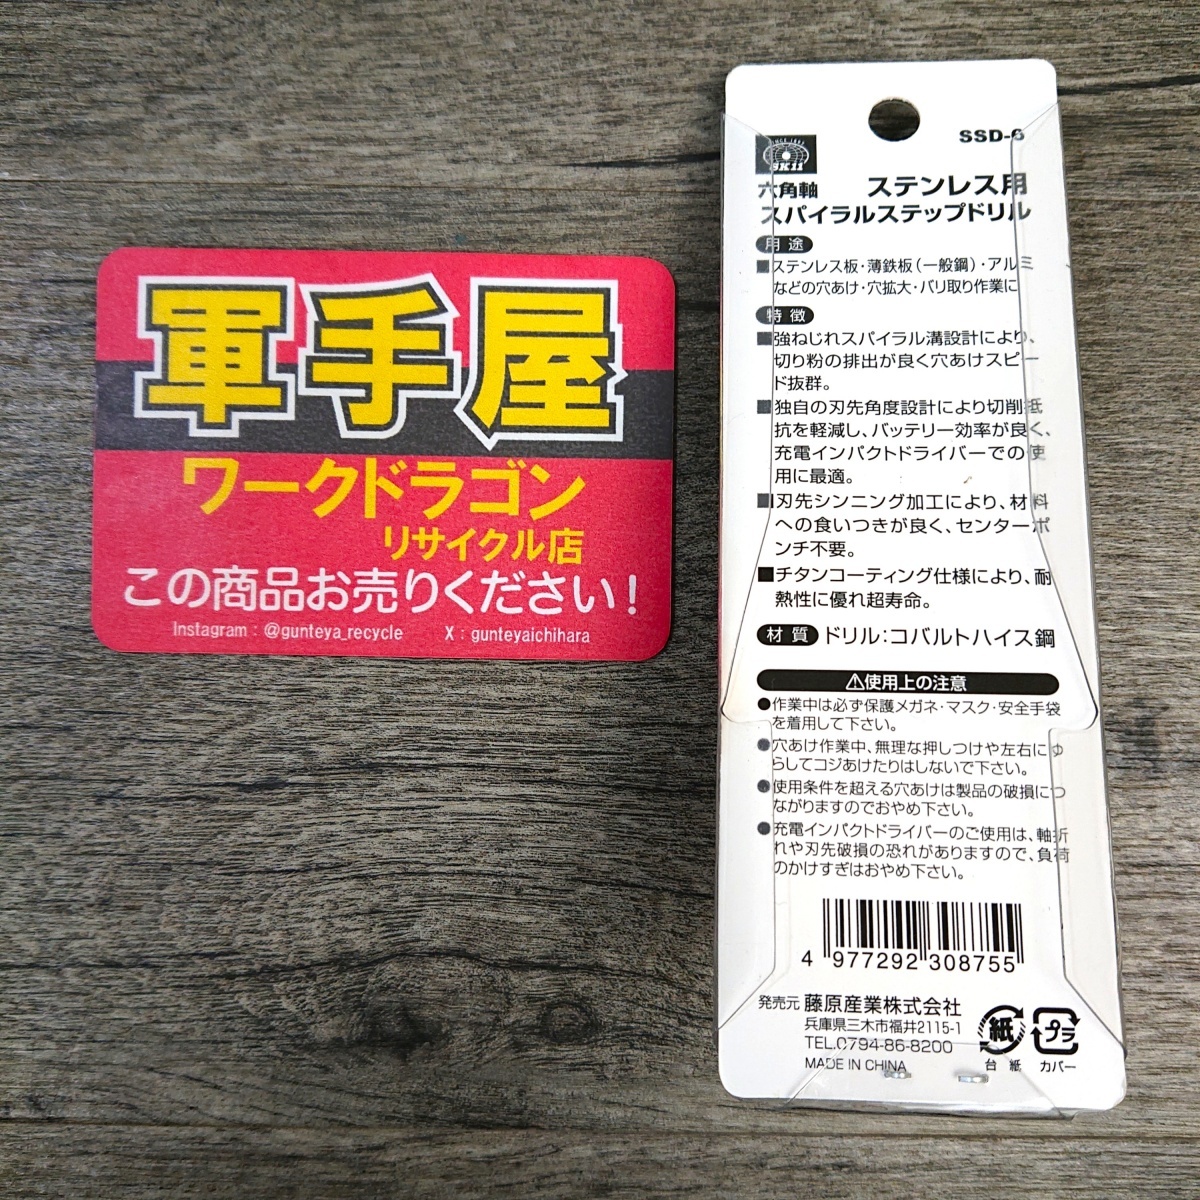 軍手屋
ワークドラゴン
リサイクル店
この商品お売りください！
Instagram：@gunteya_recycle X：gunteyaichihara
SSD-6
SINCE 1883
SK11
六角軸 ステンレス用
スパイラルステップドリル
用途
■ステンレス板・薄鉄板（一般鋼）・アルミ
などの穴あけ・穴拡大・バリ取り作業に
特徴
■強ねじれスパイラル溝設計により、
切り粉の排出が良く穴あけスピー
ド抜群。
■独自の刃先角度設計により切削抵
抗を軽減し、バッテリー効率が良く、
充電インパクトドライバーでの使
用に最適。
■刃先シンニング加工により、材料
への食いつきが良く、センターポ
ンチ不要。
■チタンコーティング仕様により、耐
熱性に優れ超寿命。
材質 ドリル：コバルトハイス鋼
⚠使用上の注意
●作業中は必ず保護メガネ・マスク・安全手袋
を着用して下さい。
●穴あけ作業中、無理な押しつけや左右にゆ
らしてコジあけたりはしないで下さい。
●使用条件を超える穴あけは製品の破損につ
ながりますのでおやめ下さい。
●充電インパクトドライバーのご使用は、軸折
れや刃先破損の恐れがありますので、負荷
のかけすぎはおやめ下さい。
4 977292 308755
発売元 藤原産業株式会社
兵庫県三木市福井2115-1
TEL.0794-86-8200
MADE IN CHINA
紙 プラ
台紙 カバー